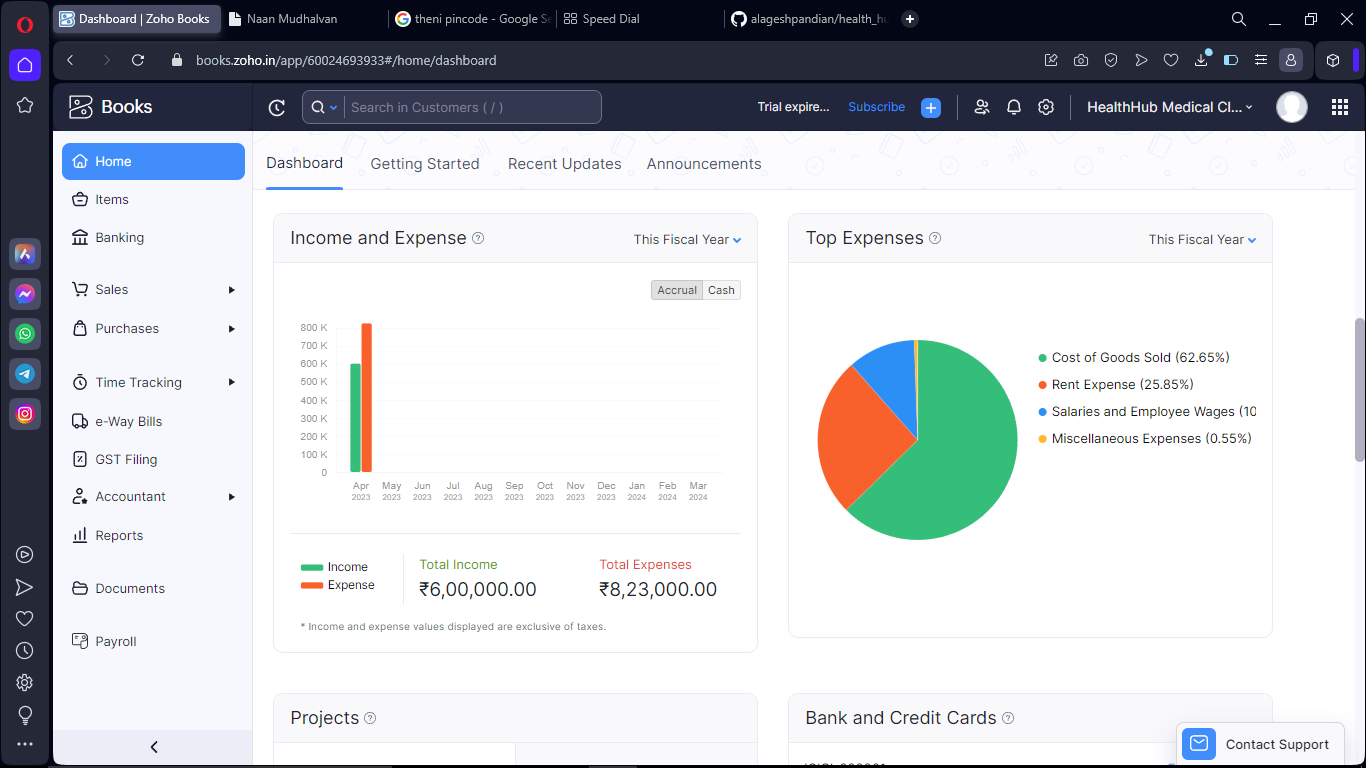 Dashboard | Zoho Books
Naan Mudhalvan
theni pincode - Google Se
Speed Dial
alageshpandian/health_hu
books.zoho.in/app/60024693933#/home/dashboard
Books
Search in Customers ( / )
Trial expire...
Subscribe
HealthHub Medical Cl...
Home
Items
Banking
Sales
Purchases
Time Tracking
e-Way Bills
GST Filing
Accountant
Reports
Documents
Payroll
Dashboard
Getting Started
Recent Updates
Announcements
Income and Expense
This Fiscal Year
Accrual
Cash
800 K
700 K
600 K
500 K
400 K
300 K
200 K
100 K
0
Apr May Jun Jul Aug Sep Oct Nov Dec Jan Feb Mar
2023 2023 2023 2023 2023 2023 2023 2023 2023 2024 2024 2024
Income
Expense
Total Income
₹6,00,000.00
Total Expenses
₹8,23,000.00
* Income and expense values displayed are exclusive of taxes.
Top Expenses
This Fiscal Year
Cost of Goods Sold (62.65%)
Rent Expense (25.85%)
Salaries and Employee Wages (10
Miscellaneous Expenses (0.55%)
Projects
Bank and Credit Cards
Contact Support